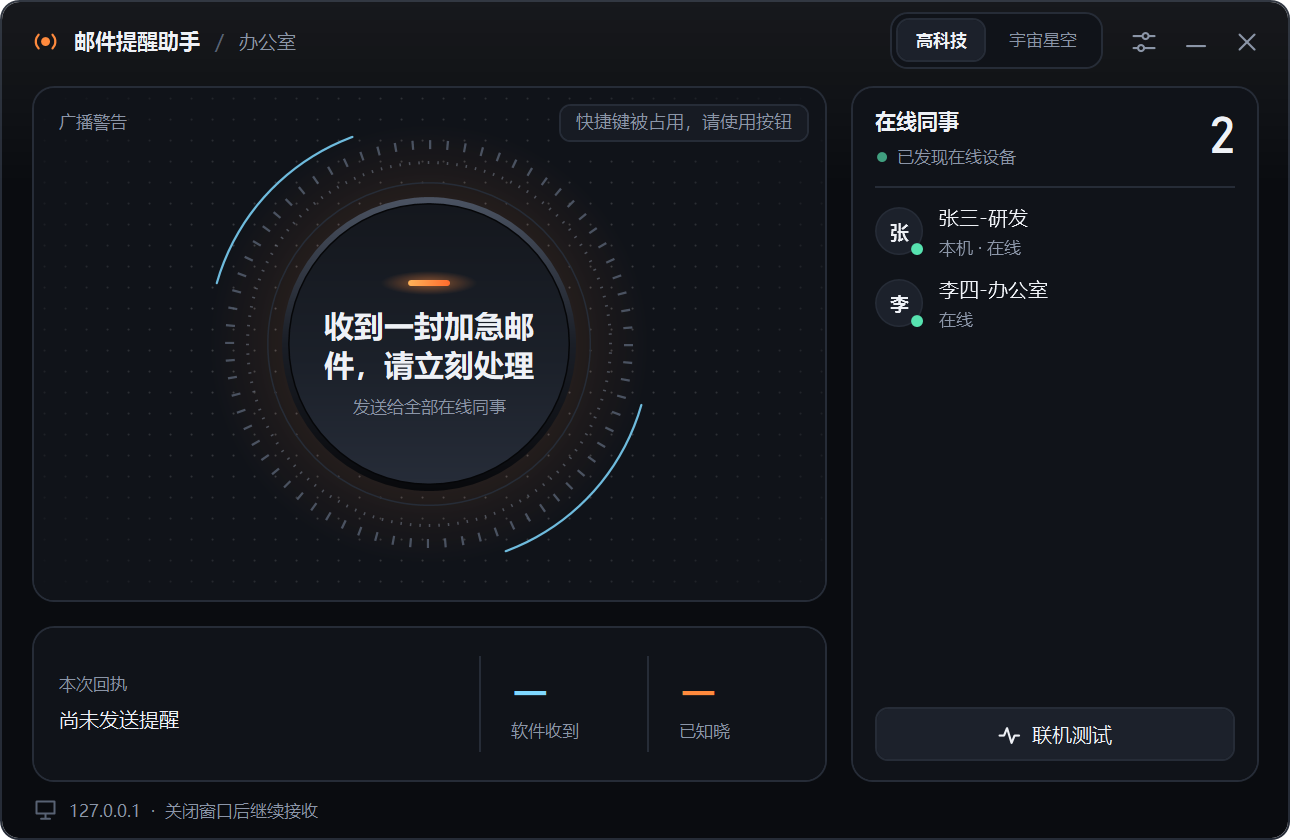 邮件提醒助手 / 办公室
高科技
宇宙星空
广播警告
快捷键被占用，请使用按钮
收到一封加急邮
件，请立刻处理
发送给全部在线同事
本次回执
尚未发送提醒
软件收到
已知晓
在线同事
2
已发现在线设备
张
张三-研发
本机 · 在线
李
李四-办公室
在线
联机测试
127.0.0.1 · 关闭窗口后继续接收